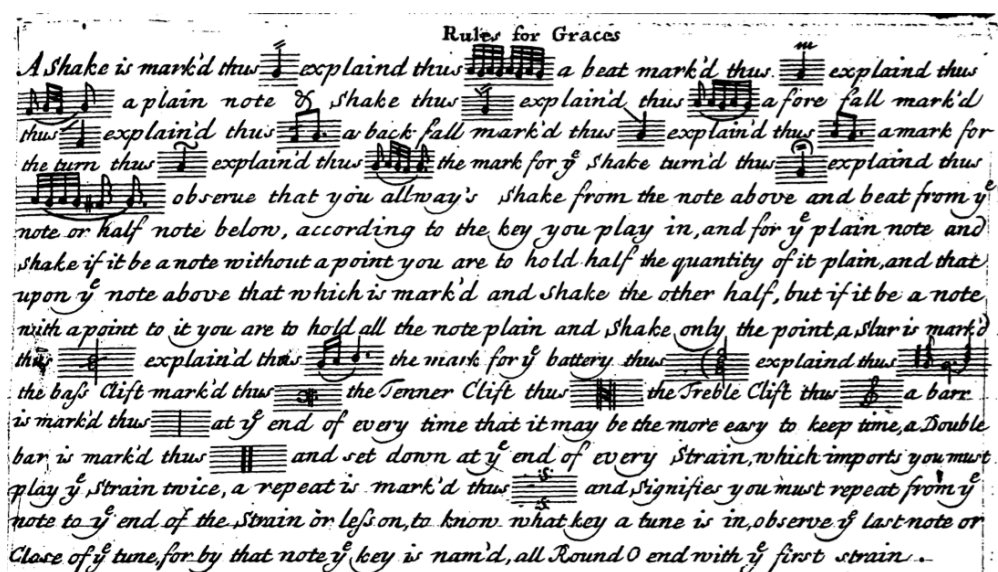 Rules for Graces
A Shake is mark'd thus explaind thus a beat mark'd thus explaind thus
a plain note & Shake thus explain'd thus a fore fall mark'd
thus explain'd thus a back fall mark'd thus explain'd thus a mark for
the turn thus explain'd thus the mark for yᵉ Shake turn'd thus explaind thus
obserue that you allway's Shake from the note above and beat from yᵉ
note or half note below, according to the key you play in, and for yᵉ plain note and
Shake if it be a note without a point you are to hold half the quantity of it plain, and that
upon yᵉ note above that which is mark'd and Shake the other half, but if it be a note
with a point to it you are to hold all the note plain and Shake only the point, a Slur is mark'd
thus explain'd thus the mark for yᵉ battery thus explaind thus
the baſs Clift mark'd thus the Tenner Clift thus the Treble Clift thus a barr
is mark'd thus at yᵉ end of every time that it may be the more easy to keep time, a Double
bar is mark'd thus and set down at yᵉ end of every Strain, which imports you must
play yᵉ Strain twice, a repeat is mark'd thus and Signifies you must repeat from yᵉ
note to yᵉ end of the Strain or leſson, to know what key a tune is in, observe yᵉ last note or
Close of yᵉ tune, for by that note yᵉ key is nam'd, all Round O end with yᵉ first strain.